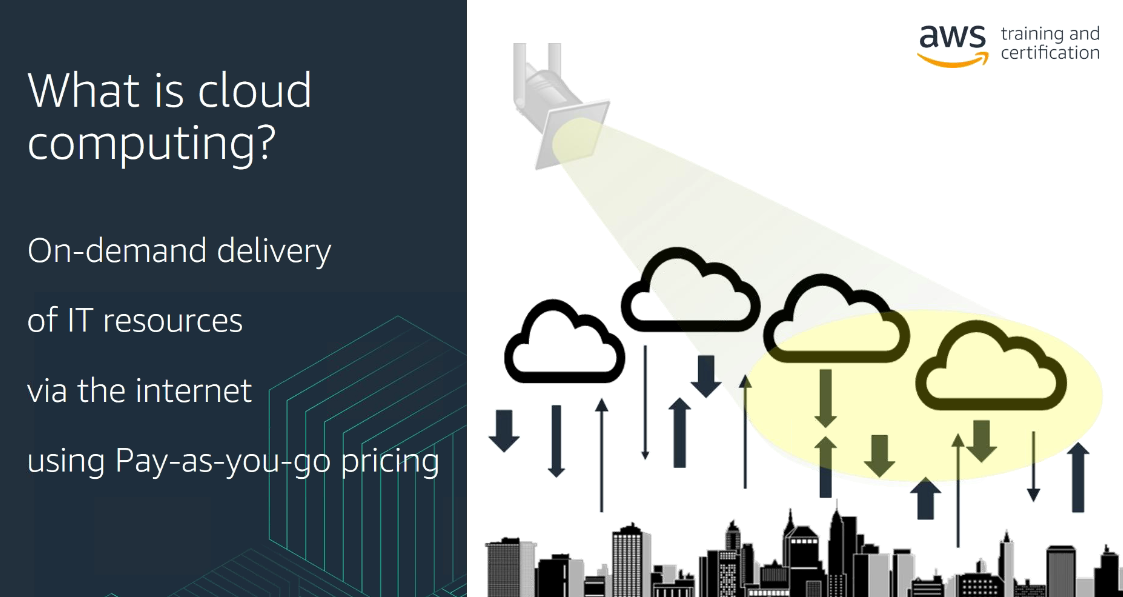 What is cloud
computing?
On-demand delivery
of IT resources
via the internet
using Pay-as-you-go pricing
aws training and
certification